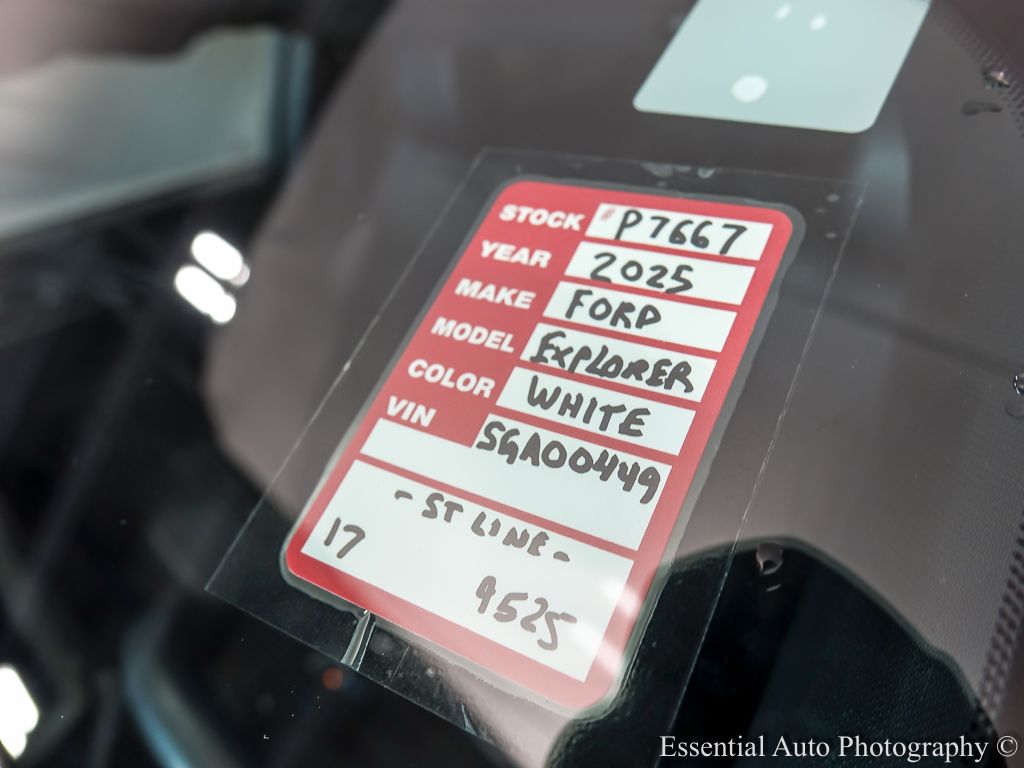 STOCK # P7667
YEAR 2025
MAKE FORD
MODEL EXPLORER
COLOR WHITE
VIN SGA00449
- ST LINE -
17
9525
Essential Auto Photography ©